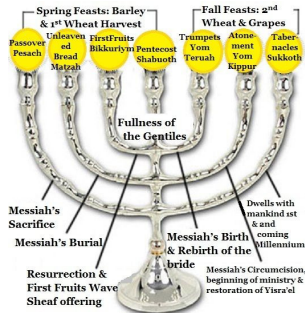 Spring Feasts: Barley
& 1st Wheat Harvest
Fall Feasts: 2nd
Wheat & Grapes
Passover
Pesach
Unleaven
ed
Bread
Matzah
FirstFruits
Bikkuriym
Pentecost
Shabuoth
Trumpets
Yom
Teruah
Atone-
ment
Yom
Kippur
Taber-
nacles
Sukkoth
Fullness of
the Gentiles
Messiah's
Sacrifice
Messiah's Burial
Resurrection &
First Fruits Wave
Sheaf offering
Messiah's Birth
& Rebirth of the
bride
Dwells with
mankind 1st
& 2nd
coming
Millennium
Messiah's Circumcision,
beginning of ministry &
restoration of Yisra'el